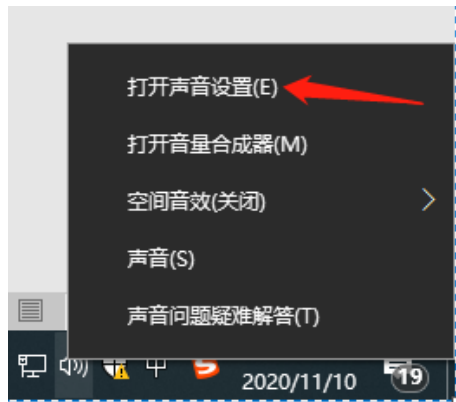 打开声音设置(E)
打开音量合成器(M)
空间音效(关闭)
声音(S)
声音问题疑难解答(T)
中
2020/11/10
19